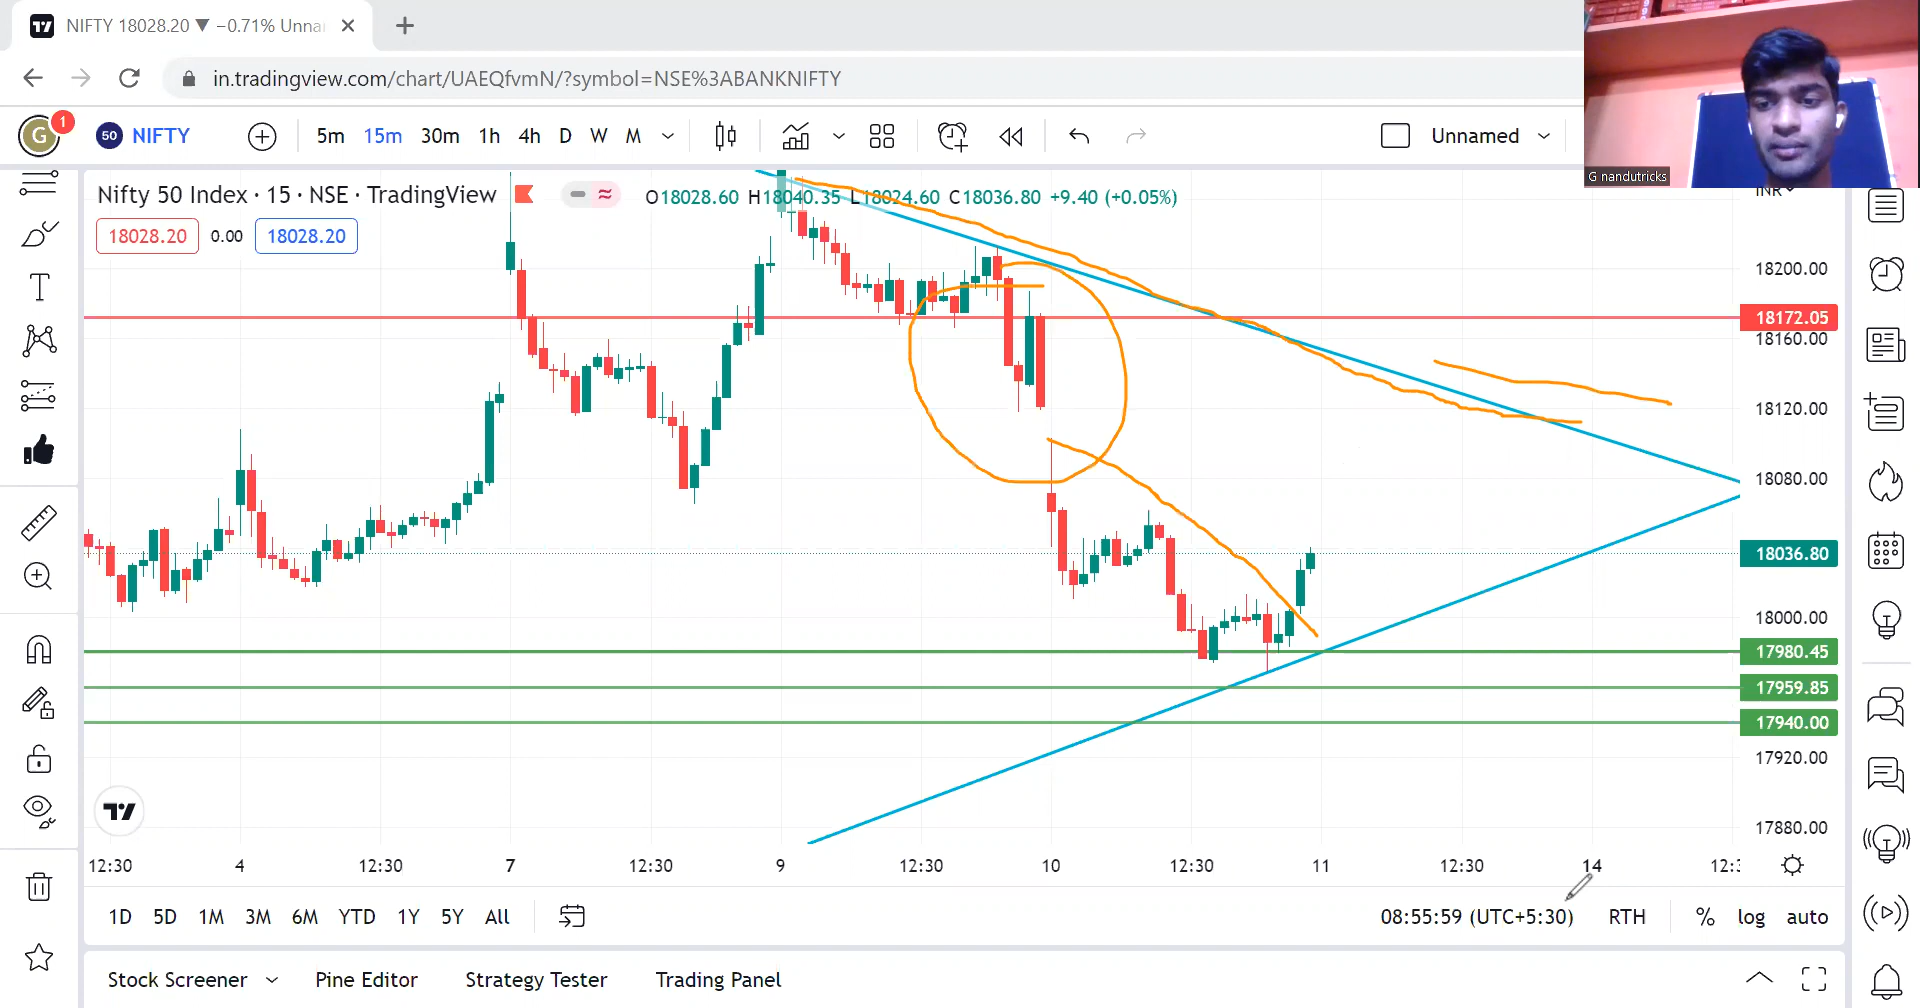 NIFTY 18028.20 ▼ −0.71% Unna
in.tradingview.com/chart/UAEQfvmN/?symbol=NSE%3ABANKNIFTY
G 1 50 NIFTY 5m 15m 30m 1h 4h D W M Unnamed
G nandutricks
Nifty 50 Index · 15 · NSE · TradingView O18028.60 H18040.35 L18024.60 C18036.80 +9.40 (+0.05%)
INR
18028.20 0.00 18028.20
18200.00
18172.05
18160.00
18120.00
18080.00
18036.80
18000.00
17980.45
17959.85
17940.00
17920.00
17880.00
12:30 4 12:30 7 12:30 9 12:30 10 12:30 11 12:30 14 12:3
1D 5D 1M 3M 6M YTD 1Y 5Y All 08:55:59 (UTC+5:30) RTH % log auto
Stock Screener Pine Editor Strategy Tester Trading Panel